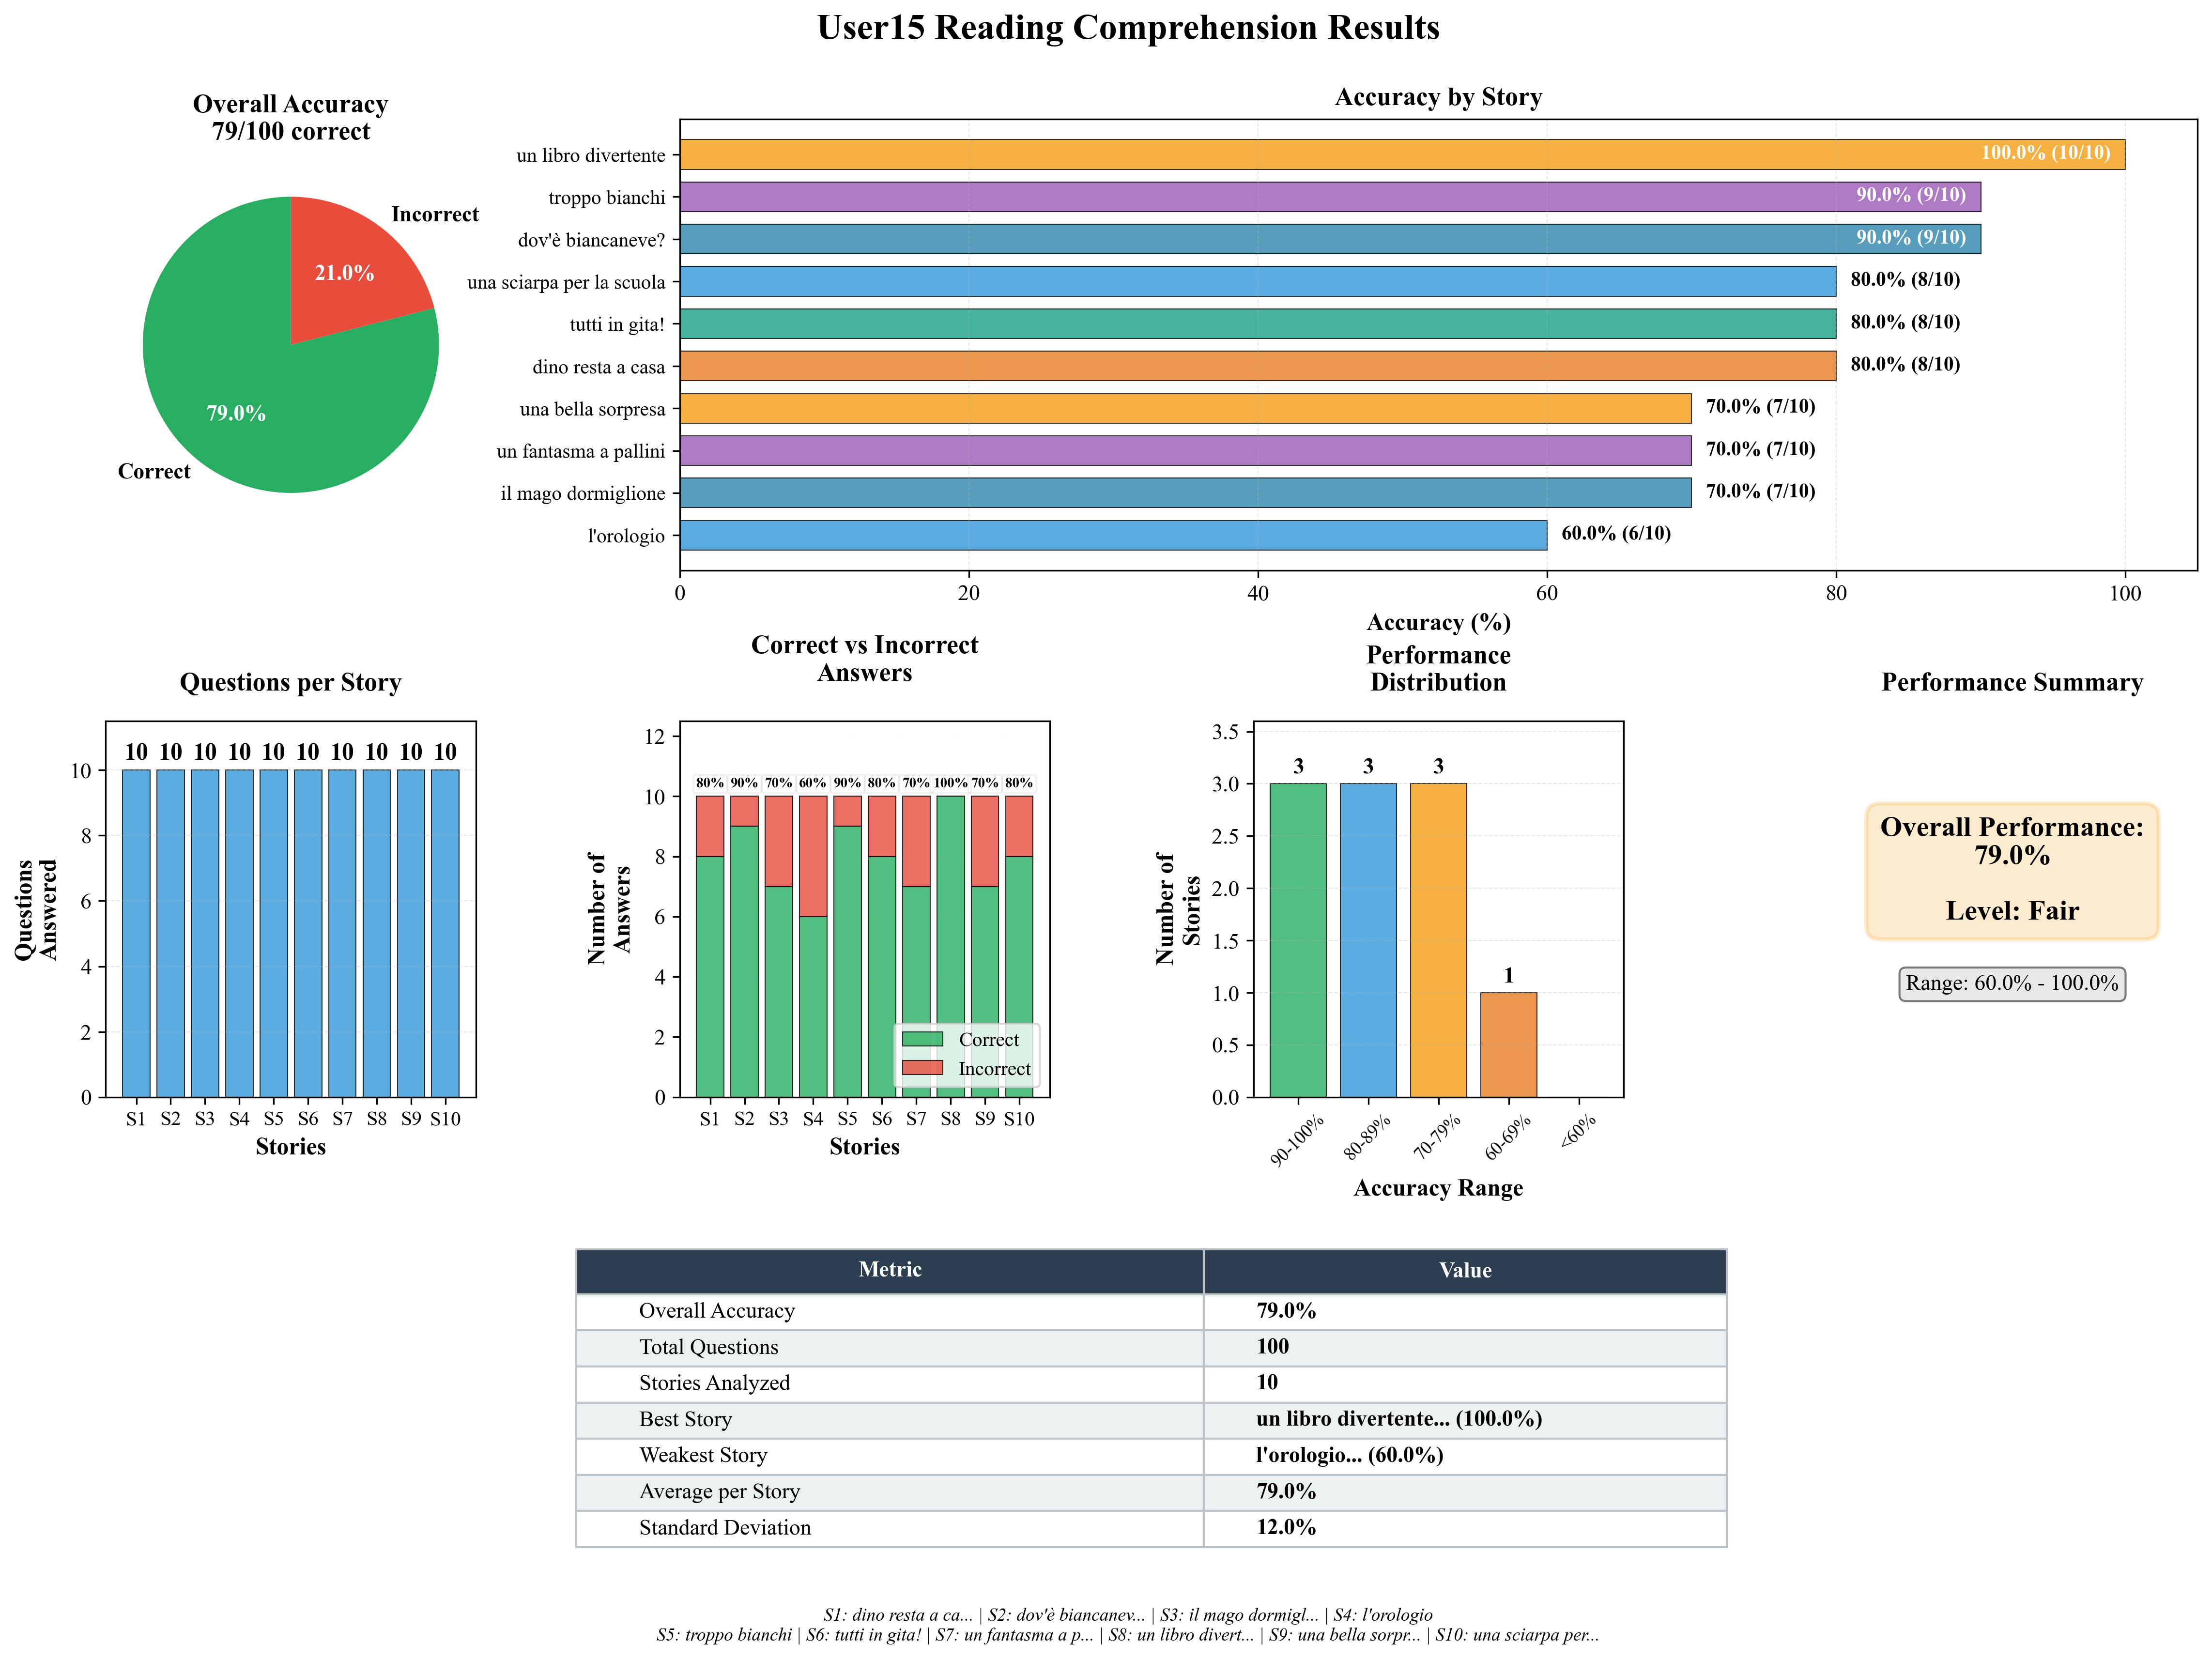 User15 Reading Comprehension Results
Overall Accuracy
79/100 correct
Incorrect
21.0%
79.0%
Correct
Accuracy by Story
un libro divertente
100.0% (10/10)
troppo bianchi
90.0% (9/10)
dov'è biancaneve?
90.0% (9/10)
una sciarpa per la scuola
80.0% (8/10)
tutti in gita!
80.0% (8/10)
dino resta a casa
80.0% (8/10)
una bella sorpresa
70.0% (7/10)
un fantasma a pallini
70.0% (7/10)
il mago dormiglione
70.0% (7/10)
l'orologio
60.0% (6/10)
0 20 40 60 80 100
Accuracy (%)
Questions per Story
10 10 10 10 10 10 10 10 10 10
10
8
6
4
2
0
Questions
Answered
S1 S2 S3 S4 S5 S6 S7 S8 S9 S10
Stories
Correct vs Incorrect
Answers
12
10
8
6
4
2
0
Number of
Answers
80% 90% 70% 60% 90% 80% 70% 100% 70% 80%
Correct
Incorrect
S1 S2 S3 S4 S5 S6 S7 S8 S9 S10
Stories
Performance
Distribution
3.5
3.0
2.5
2.0
1.5
1.0
0.5
0.0
Number of
Stories
3 3 3 1
90-100% 80-89% 70-79% 60-69% <60%
Accuracy Range
Performance Summary
Overall Performance:
79.0%
Level: Fair
Range: 60.0% - 100.0%
Metric Value
Overall Accuracy 79.0%
Total Questions 100
Stories Analyzed 10
Best Story un libro divertente... (100.0%)
Weakest Story l'orologio... (60.0%)
Average per Story 79.0%
Standard Deviation 12.0%
S1: dino resta a ca... | S2: dov'è biancanev... | S3: il mago dormigl... | S4: l'orologio
S5: troppo bianchi | S6: tutti in gita! | S7: un fantasma a p... | S8: un libro divert... | S9: una bella sorpr... | S10: una sciarpa per...